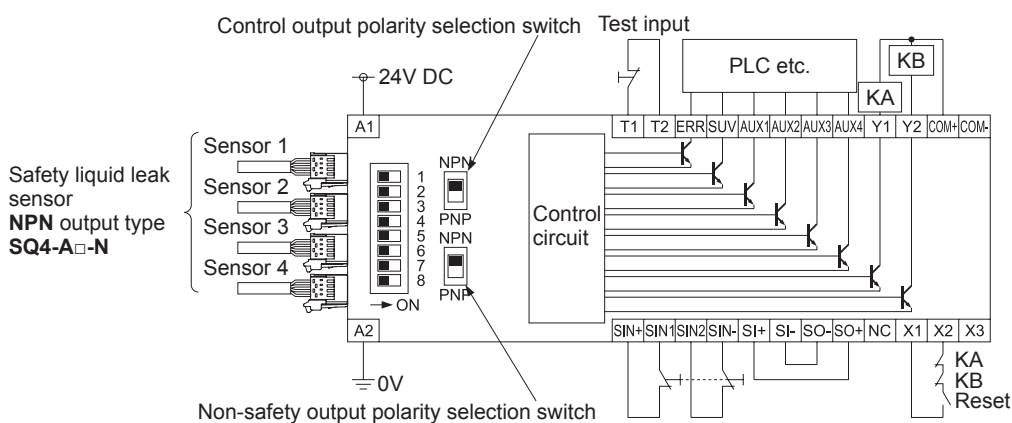 Control output polarity selection switch
Test input
24V DC
PLC etc.
KB
KA
A1
T1 T2 ERR SUV AUX1 AUX2 AUX3 AUX4 Y1 Y2 COM+ COM-
Safety liquid leak
sensor
NPN output type
SQ4-A□-N
Sensor 1
Sensor 2
Sensor 3
Sensor 4
1
2
3
4
5
6
7
8
→ ON
NPN
PNP
NPN
PNP
Control
circuit
A2
SIN+ SIN1 SIN2 SIN- SI+ SI- SO- SO+ NC X1 X2 X3
0V
KA
KB
Reset
Non-safety output polarity selection switch